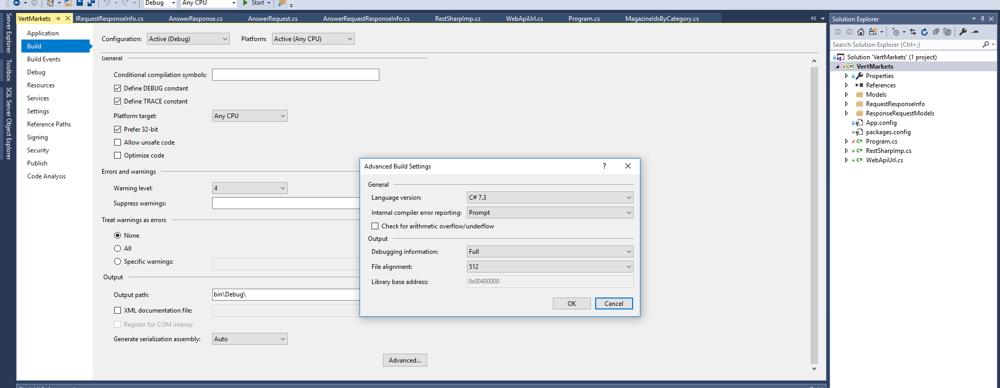 Debug
Any CPU
Start
Server Explorer
Toolbox
SQL Server Object Explorer
VertMarkets
IRequestResponseInfo.cs
AnswerResponse.cs
AnswerRequest.cs
AnswerRequestResponseInfo.cs
RestSharpImp.cs
WebApiUrl.cs
Program.cs
MagazineIdsByCategory.cs
Application
Build
Build Events
Debug
Resources
Services
Settings
Reference Paths
Signing
Security
Publish
Code Analysis
Configuration: Active (Debug) Platform: Active (Any CPU)
General
Conditional compilation symbols:
Define DEBUG constant
Define TRACE constant
Platform target: Any CPU
Prefer 32-bit
Allow unsafe code
Optimize code
Errors and warnings
Warning level: 4
Suppress warnings:
Treat warnings as errors
None
All
Specific warnings:
Output
Output path: bin\Debug\
XML documentation file:
Register for COM interop
Generate serialization assembly: Auto
Advanced...
Advanced Build Settings ?
General
Language version: C# 7.3
Internal compiler error reporting: Prompt
Check for arithmetic overflow/underflow
Output
Debugging information: Full
File alignment: 512
Library base address: 0x00400000
OK Cancel
Solution Explorer
Search Solution Explorer (Ctrl+;)
Solution 'VertMarkets' (1 project)
C# VertMarkets
Properties
References
Models
RequestResponseInfo
ResponseRequestModels
App.config
packages.config
C# Program.cs
C# RestSharpImp.cs
C# WebApiUrl.cs